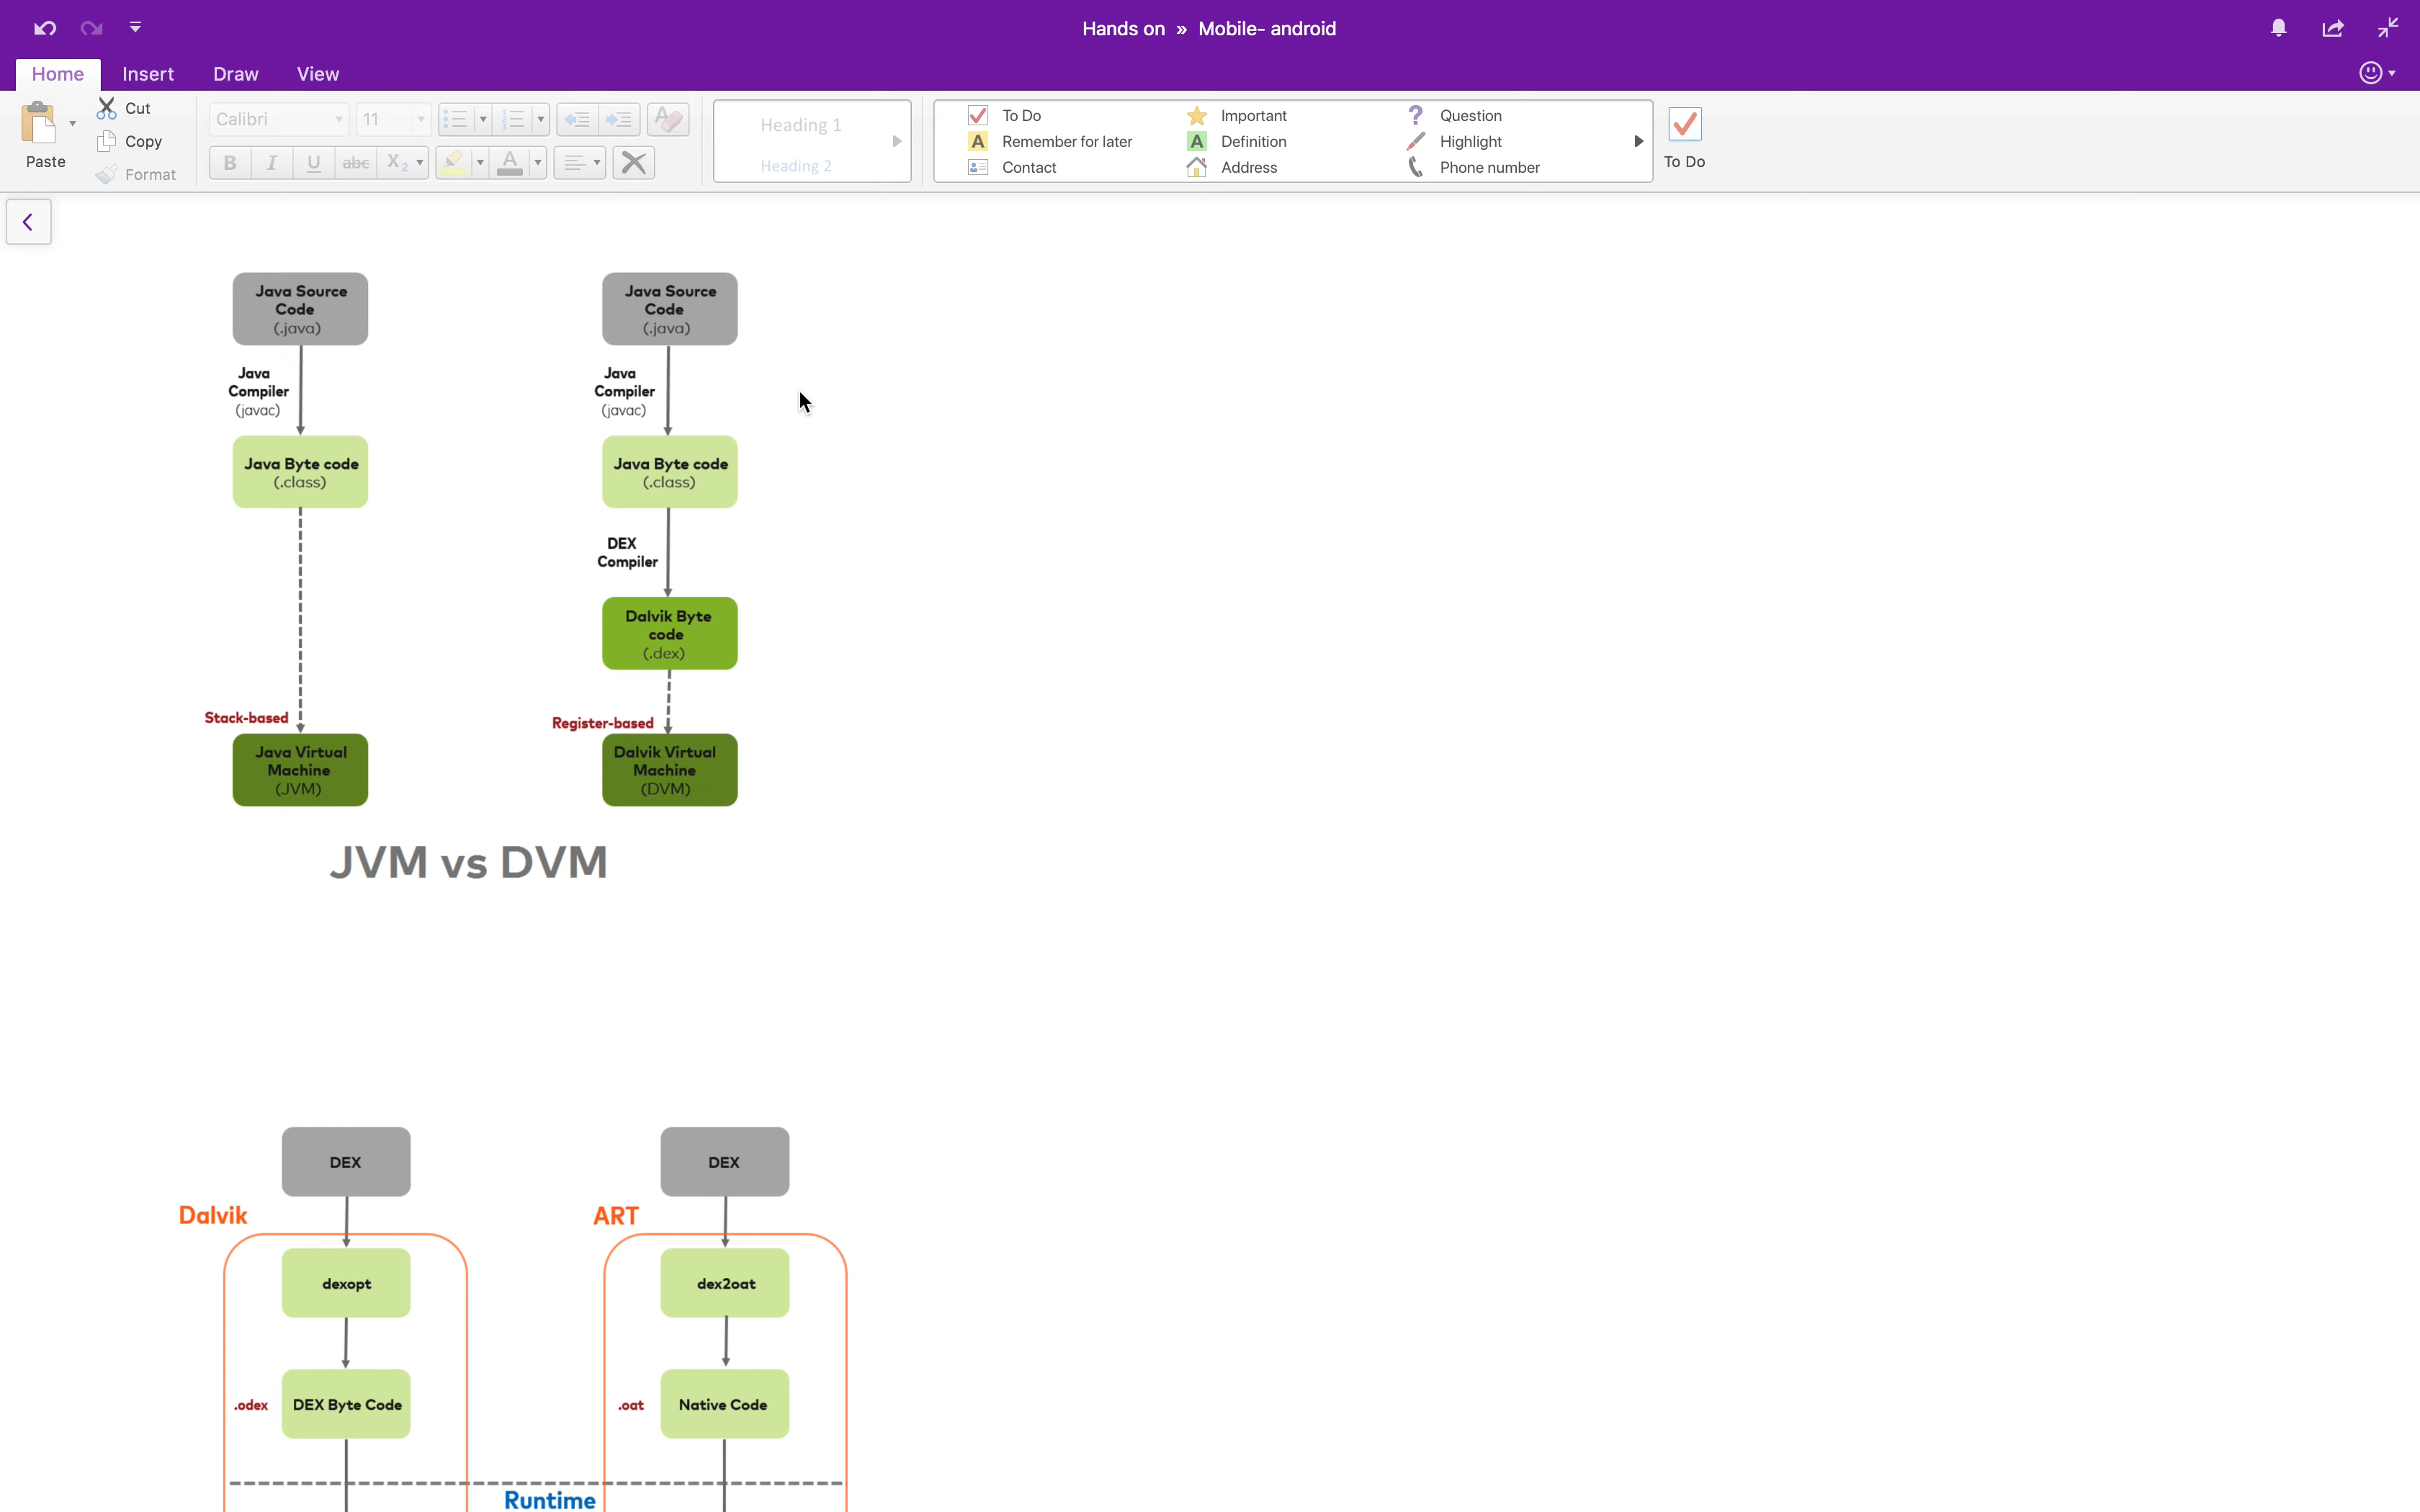 Hands on » Mobile- android
Home Insert Draw View
Paste
Cut
Copy
Format
Calibri 11
B I U abc X₂ A
Heading 1
Heading 2
To Do
Remember for later
Contact
Important
Definition
Address
Question
Highlight
Phone number
To Do
Java Source
Code
(.java)
Java
Compiler
(javac)
Java Byte code
(.class)
Stack-based
Java Virtual
Machine
(JVM)
Java Source
Code
(.java)
Java
Compiler
(javac)
Java Byte code
(.class)
DEX
Compiler
Dalvik Byte
code
(.dex)
Register-based
Dalvik Virtual
Machine
(DVM)
JVM vs DVM
DEX
Dalvik
dexopt
.odex
DEX Byte Code
DEX
ART
dex2oat
.oat
Native Code
Runtime